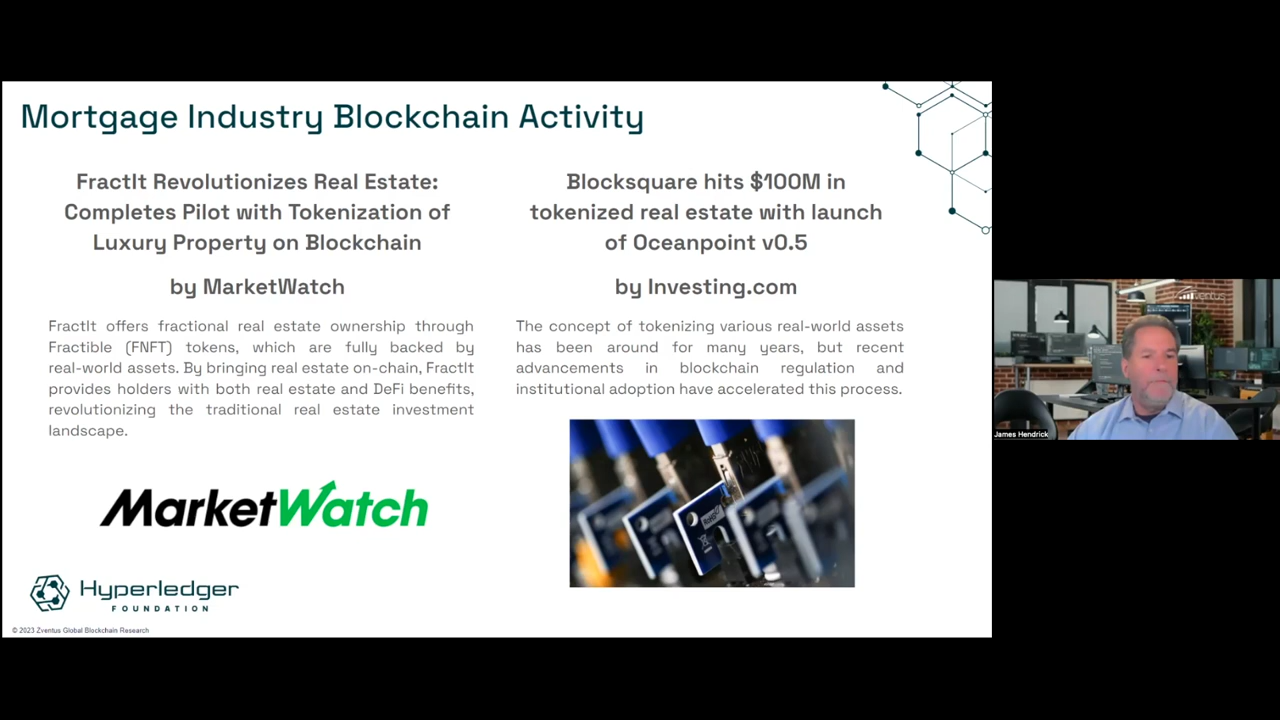 Mortgage Industry Blockchain Activity
FractIt Revolutionizes Real Estate:
Completes Pilot with Tokenization of
Luxury Property on Blockchain
by MarketWatch
FractIt offers fractional real estate ownership through
Fractible (FNFT) tokens, which are fully backed by
real-world assets. By bringing real estate on-chain, FractIt
provides holders with both real estate and DeFi benefits,
revolutionizing the traditional real estate investment
landscape.
MarketWatch
Blocksquare hits $100M in
tokenized real estate with launch
of Oceanpoint v0.5
by Investing.com
The concept of tokenizing various real-world assets
has been around for many years, but recent
advancements in blockchain regulation and
institutional adoption have accelerated this process.
RoHS
Hyperledger
FOUNDATION
© 2023 Zventus Global Blockchain Research
James Hendrick